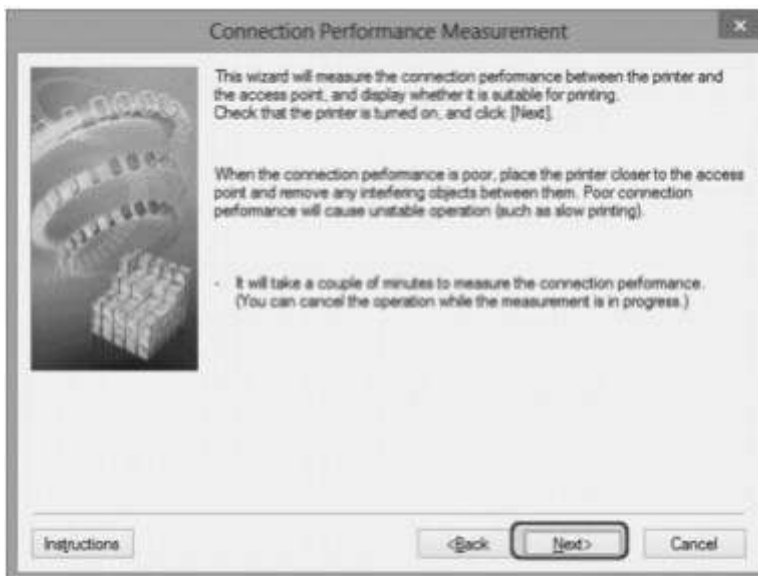 Connection Performance Measurement
This wizard will measure the connection performance between the printer and
the access point, and display whether it is suitable for printing.
Check that the printer is turned on, and click [Next].
When the connection performance is poor, place the printer closer to the access
point and remove any interfering objects between them. Poor connection
performance will cause unstable operation (such as slow printing).
- It will take a couple of minutes to measure the connection performance.
(You can cancel the operation while the measurement is in progress.)
Instructions <Back Next> Cancel